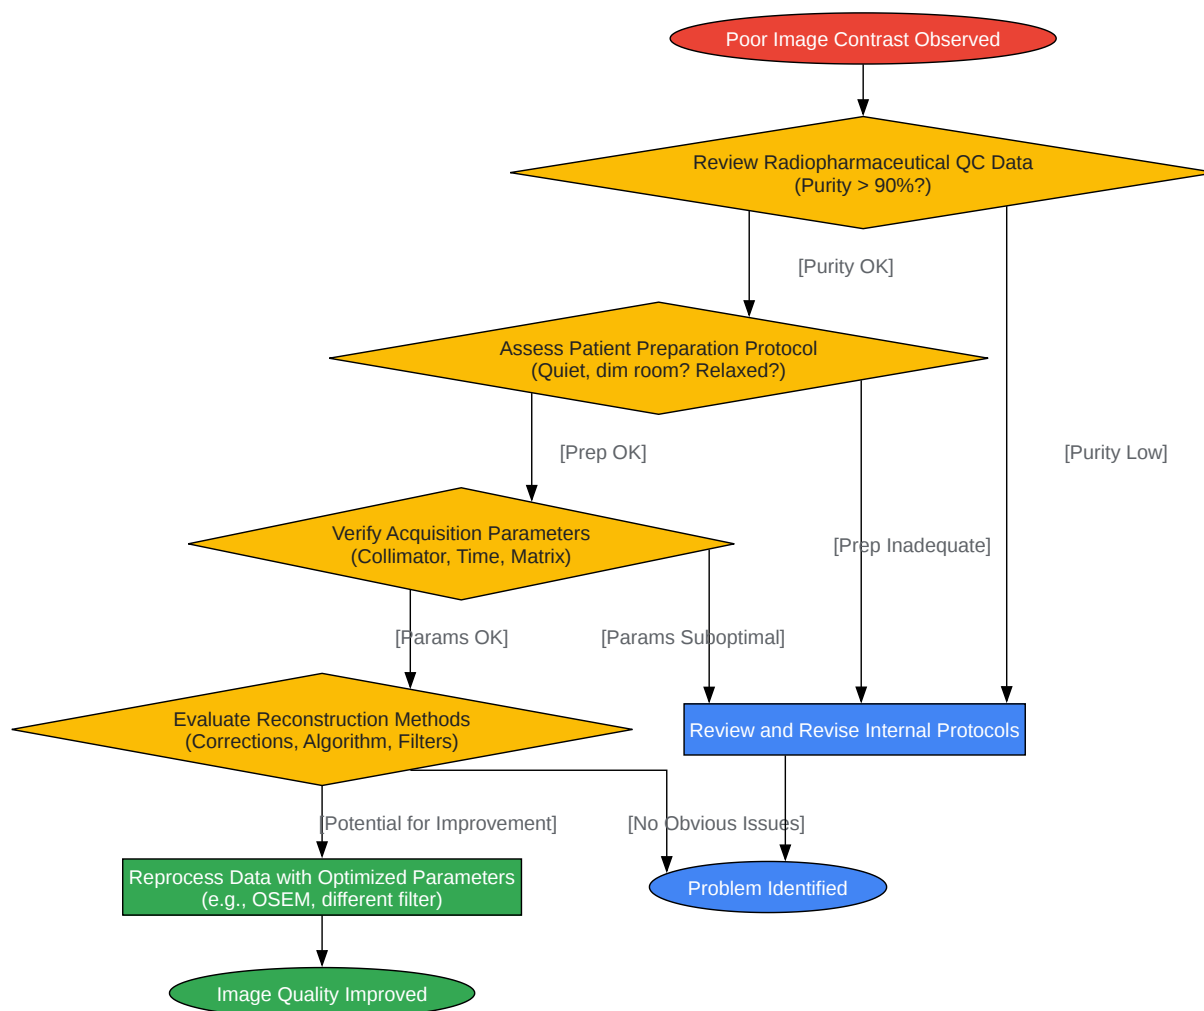 Poor Image Contrast Observed
Review Radiopharmaceutical QC Data
(Purity > 90%?)
[Purity OK]
Assess Patient Preparation Protocol
(Quiet, dim room? Relaxed?)
[Prep OK]
[Purity Low]
Verify Acquisition Parameters
(Collimator, Time, Matrix)
[Prep Inadequate]
[Params OK]
[Params Suboptimal]
Evaluate Reconstruction Methods
(Corrections, Algorithm, Filters)
Review and Revise Internal Protocols
[Potential for Improvement]
[No Obvious Issues]
Reprocess Data with Optimized Parameters
(e.g., OSEM, different filter)
Problem Identified
Image Quality Improved